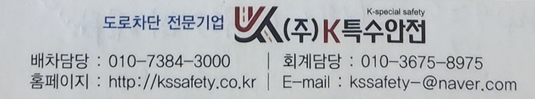 K-special safety
도로차단 전문기업 (주)K특수안전
배차담당 : 010-7384-3000 | 회계담당 : 010-3675-8975
홈페이지 : http://kssafety.co.kr | E-mail : kssafety-@naver.com